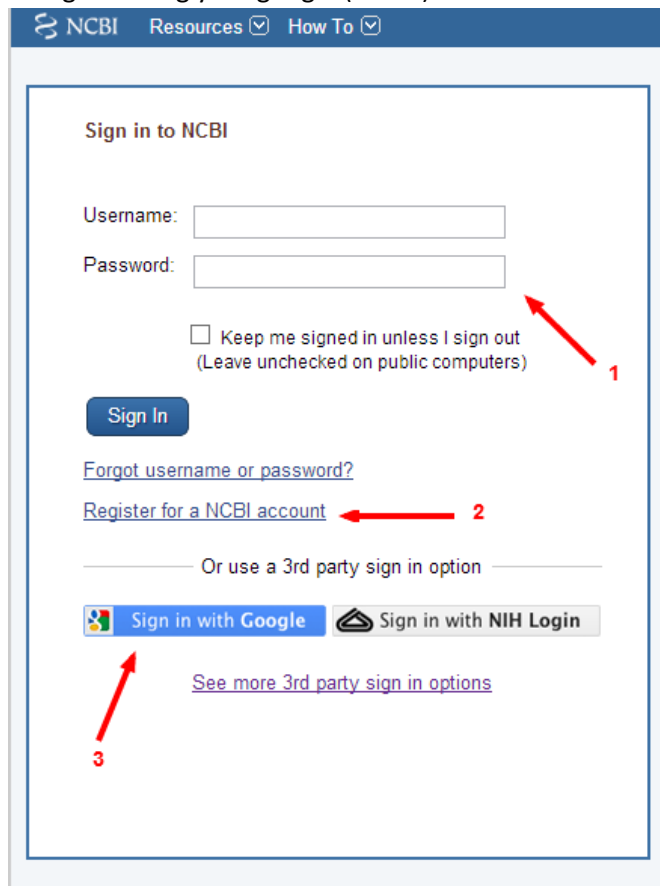 NCBI Resources How To
Sign in to NCBI
Username:
Password:
Keep me signed in unless I sign out
(Leave unchecked on public computers)
1
Sign In
Forgot username or password?
Register for a NCBI account
2
Or use a 3rd party sign in option
Sign in with Google
Sign in with NIH Login
See more 3rd party sign in options
3